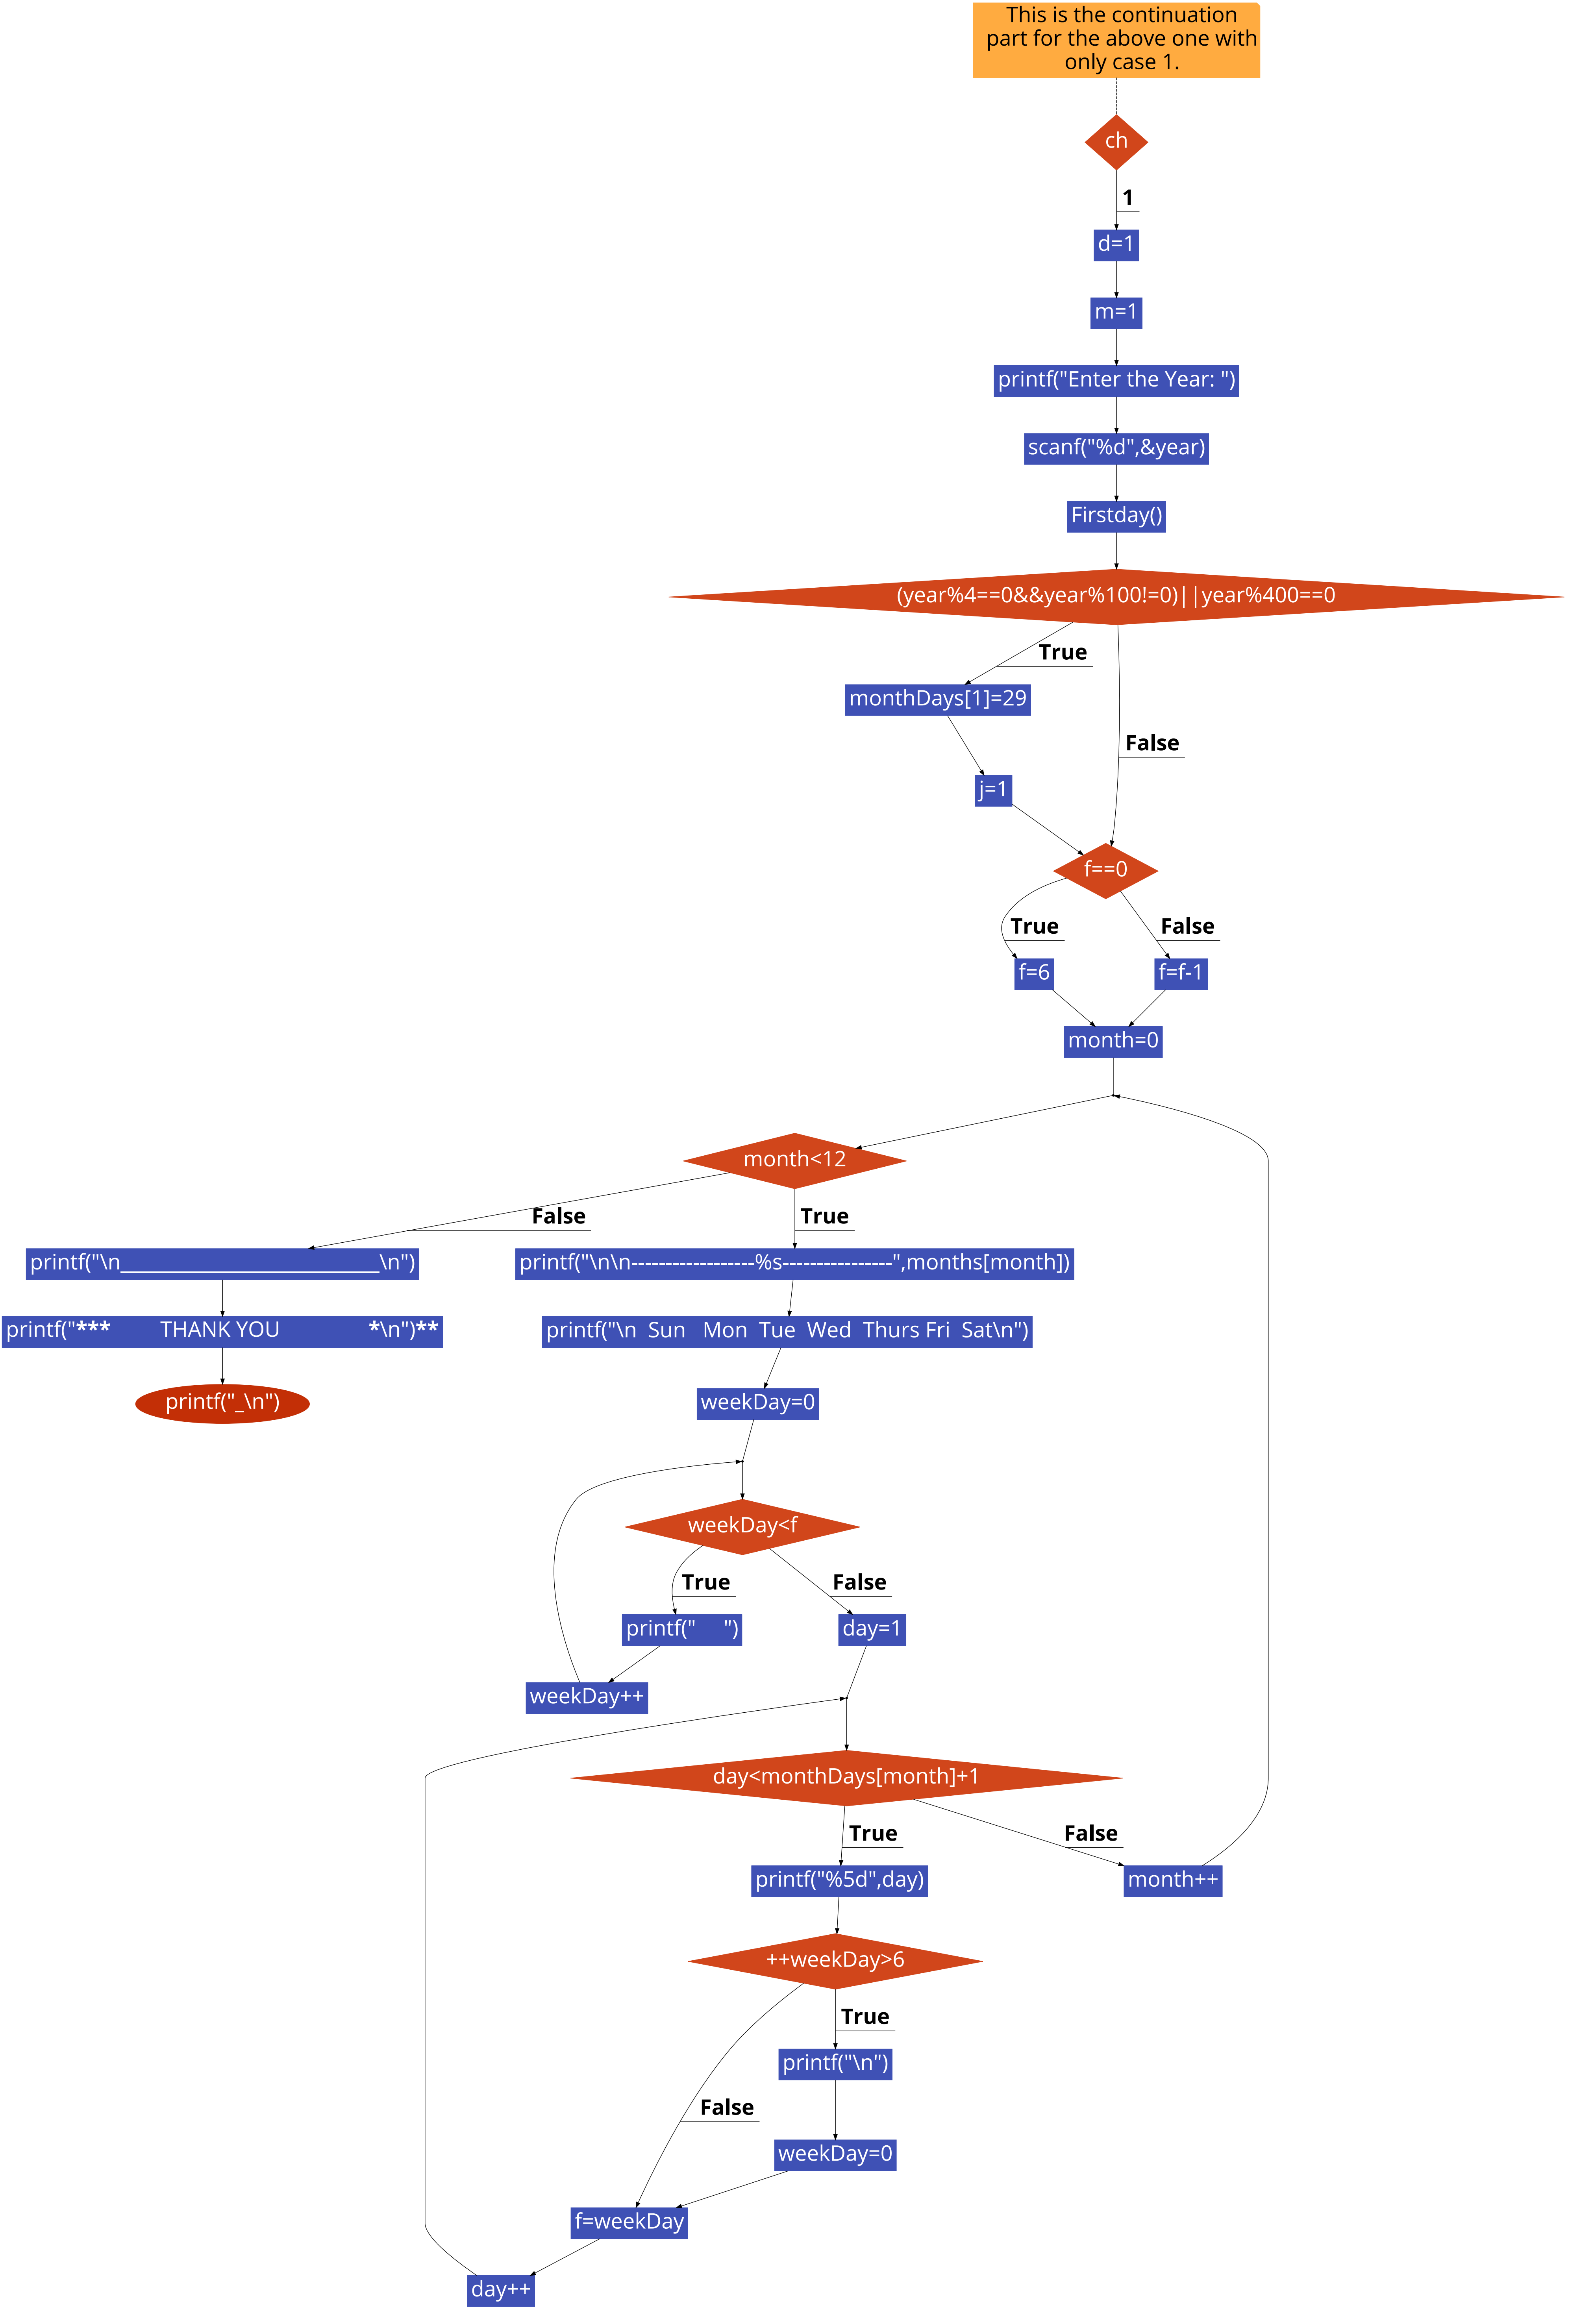 This is the continuation
part for the above one with
only case 1.
ch
1
d=1
m=1
printf("Enter the Year: ")
scanf("%d",&year)
Firstday()
(year%4==0&&year%100!=0)||year%400==0
True
monthDays[1]=29
False
j=1
f==0
True
False
f=6
f=f-1
month=0
month<12
False
True
printf("\n__________________________\n")
printf("\n\n------------------%s----------------",months[month])
printf("***         THANK YOU                *\n")**
printf("\n  Sun   Mon  Tue  Wed  Thurs Fri  Sat\n")
printf("_\n")
weekDay=0
weekDay<f
True
False
printf("     ")
day=1
weekDay++
day<monthDays[month]+1
True
False
printf("%5d",day)
month++
++weekDay>6
True
printf("\n")
False
weekDay=0
f=weekDay
day++